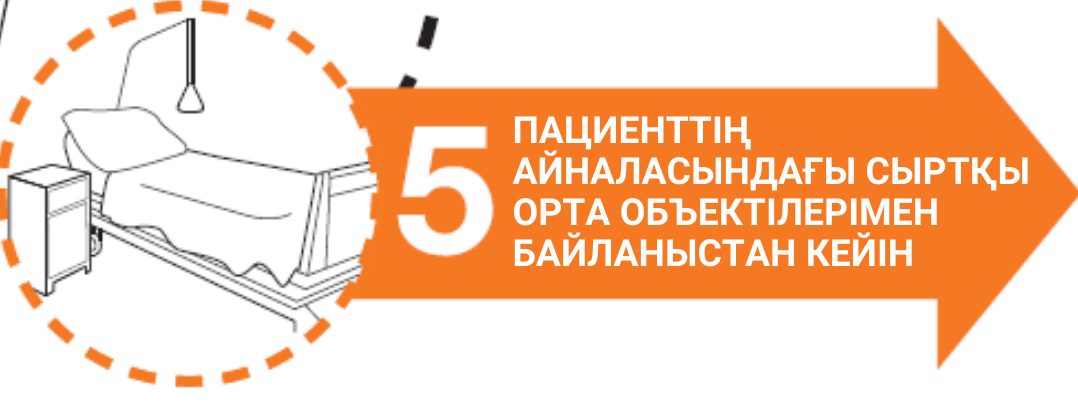 5
ПАЦИЕНТТІҢ
АЙНАЛАСЫНДАҒЫ СЫРТҚЫ
ОРТА ОБЪЕКТІЛЕРІМЕН
БАЙЛАНЫСТАН КЕЙІН